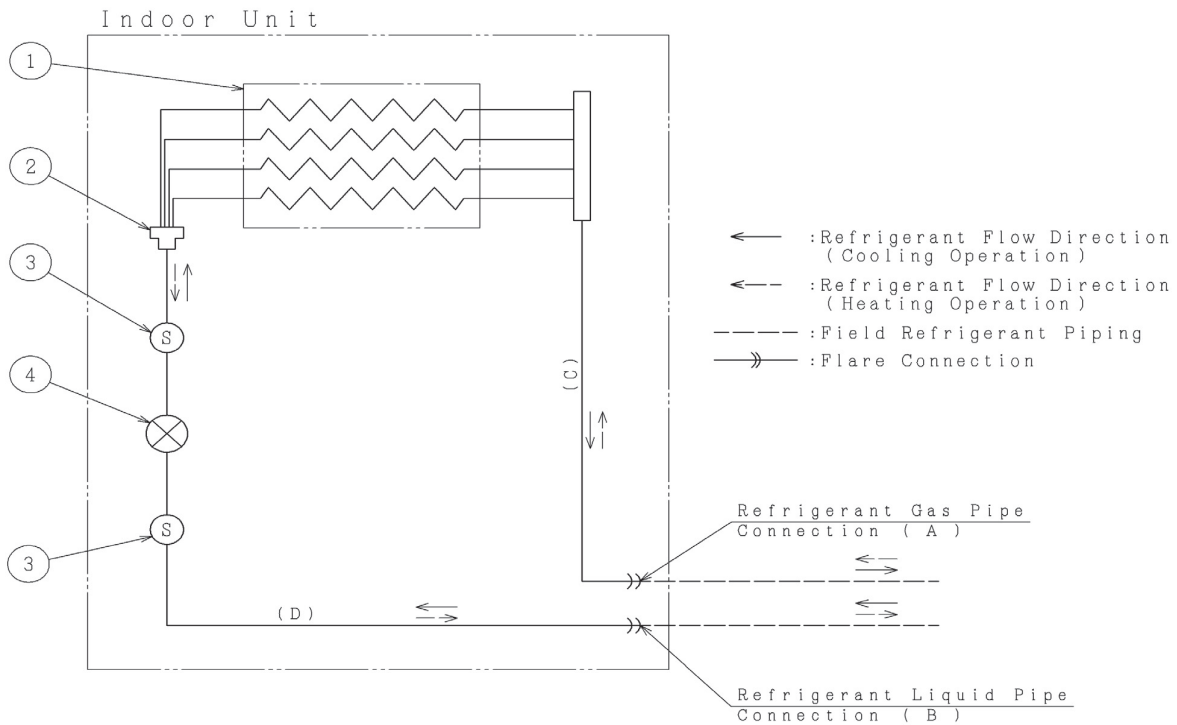 Indoor Unit
1
2
3
S
4
S
3
(C)
(D)
:Refrigerant Flow Direction
(Cooling Operation)
:Refrigerant Flow Direction
(Heating Operation)
:Field Refrigerant Piping
:Flare Connection
Refrigerant Gas Pipe
Connection (A)
Refrigerant Liquid Pipe
Connection (B)